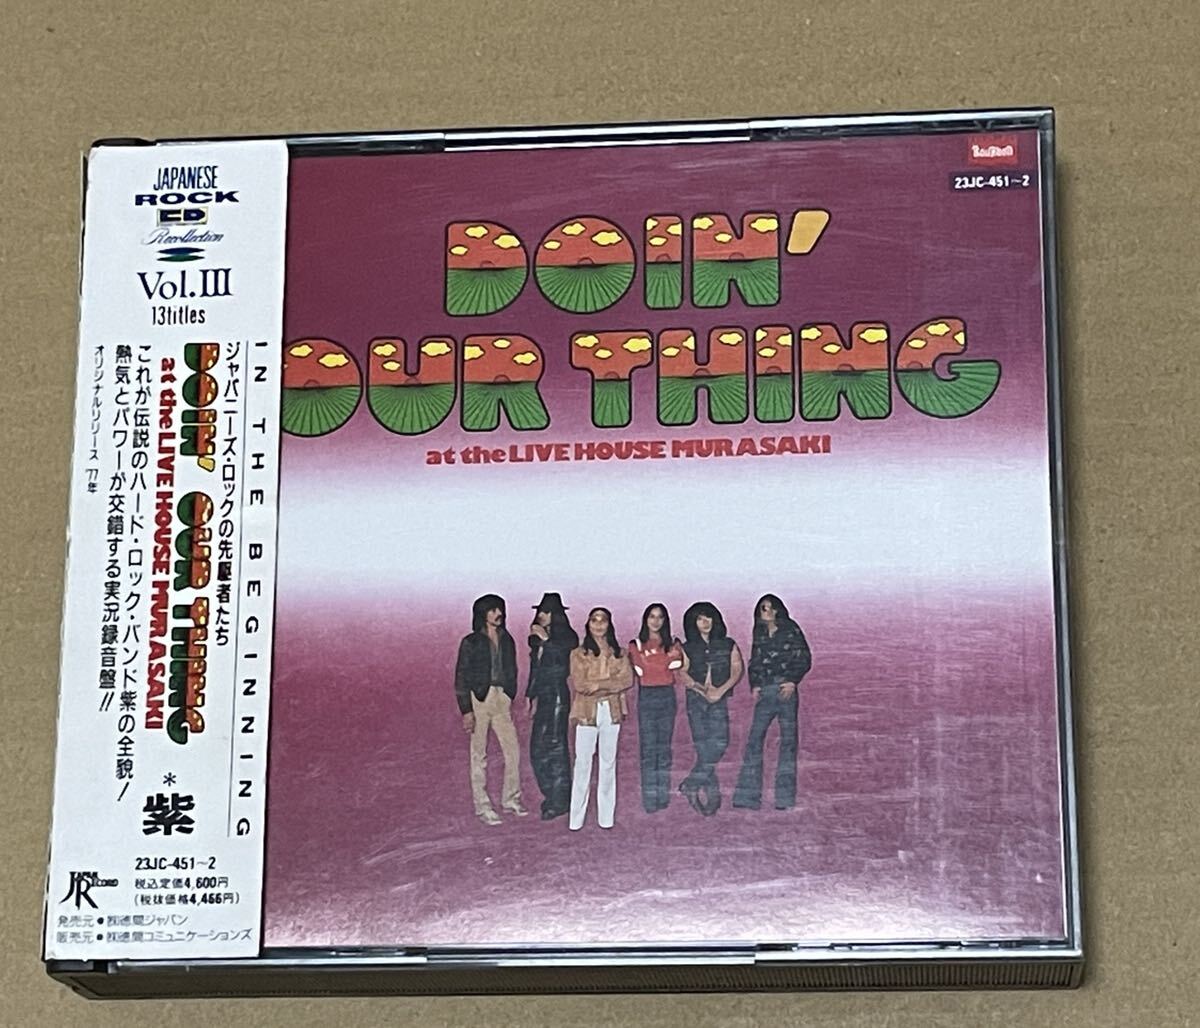 JAPANESE
ROCK
CD
Recollection
Vol.III
13titles
IN THE BEGINNING
ジャパニーズ・ロックの先駆者たち
DOIN' OUR THING
at the LIVE HOUSE MURASAKI
*紫
これが伝説のハード・ロック・バンド紫の全貌!
熱気とパワーが交錯する実況録音盤!!
オリジナルリリース '77年
23JC-451~2
税込定価4,600円
(税抜価格4,466円)
JAPAN RECORD
発売元●㈱徳間ジャパン
販売元●㈱徳間コミュニケーションズ
23JC-451~2
DOIN'
OUR THING
at the LIVE HOUSE MURASAKI